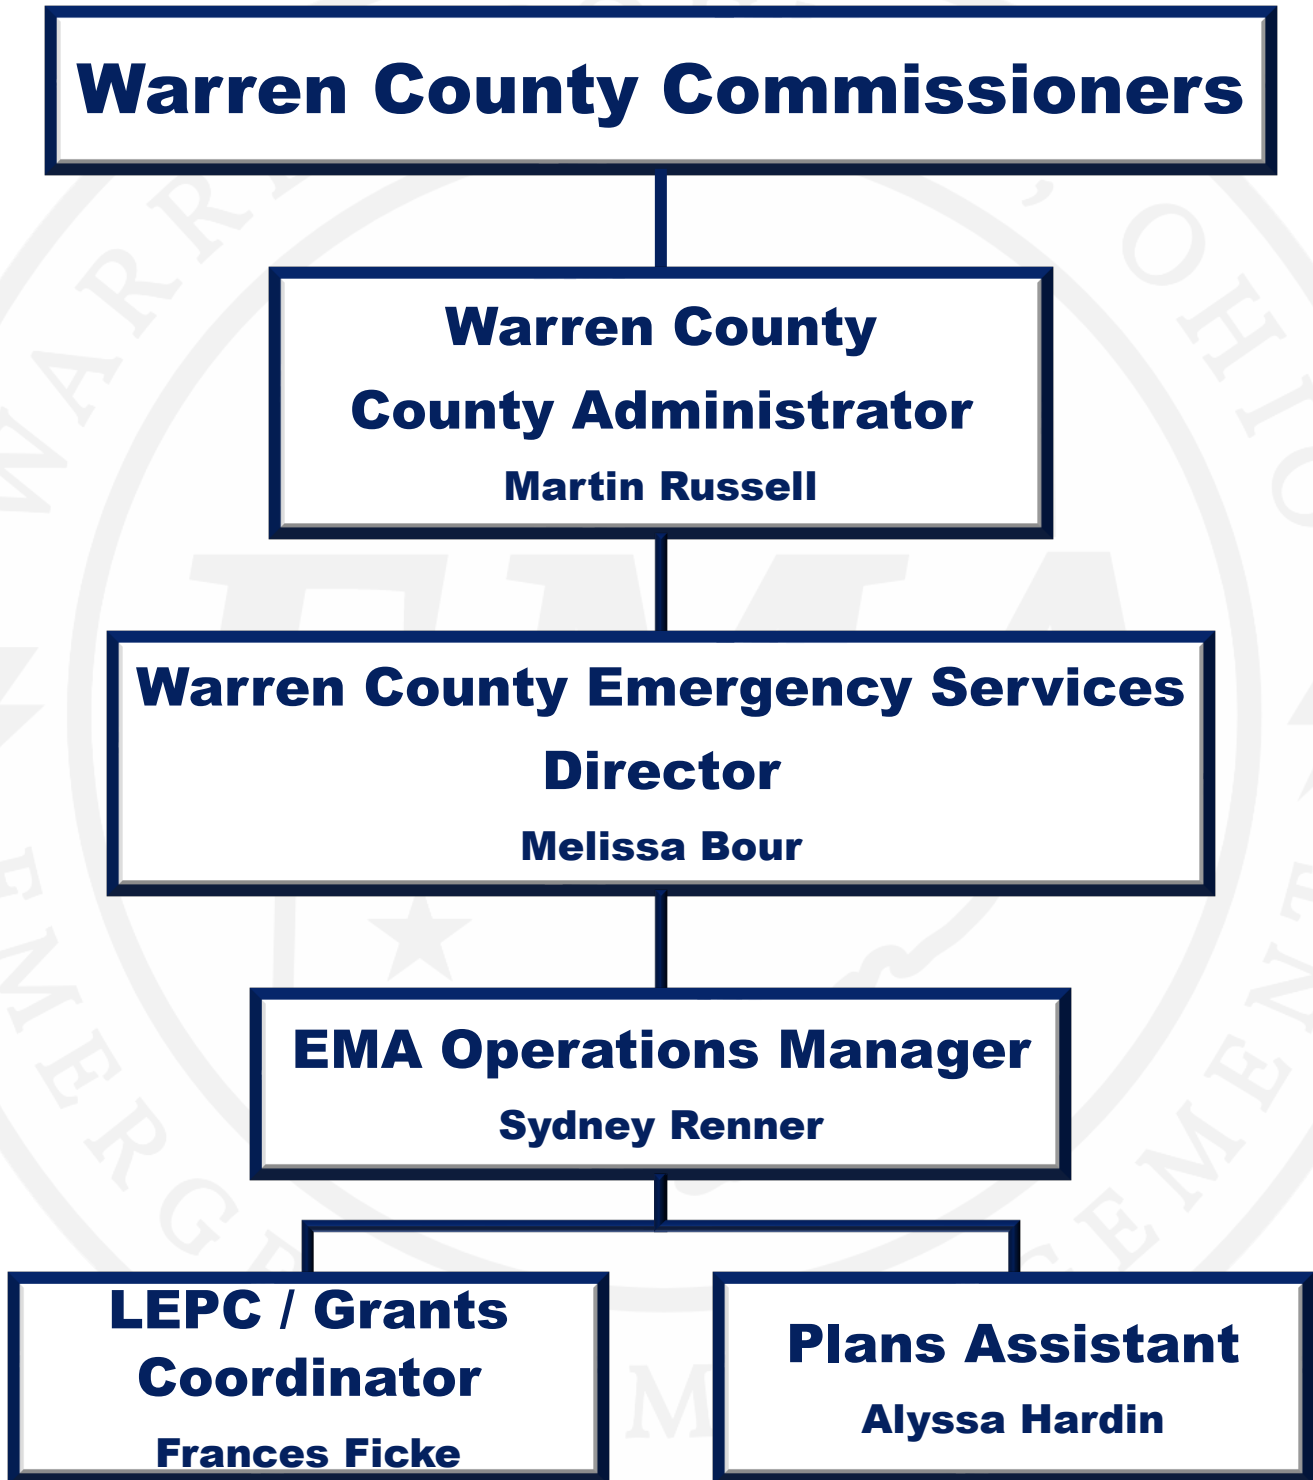 Warren County Commissioners
Warren County
County Administrator
Martin Russell
Warren County Emergency Services
Director
Melissa Bour
EMA Operations Manager
Sydney Renner
LEPC / Grants
Coordinator
Frances Ficke
Plans Assistant
Alyssa Hardin